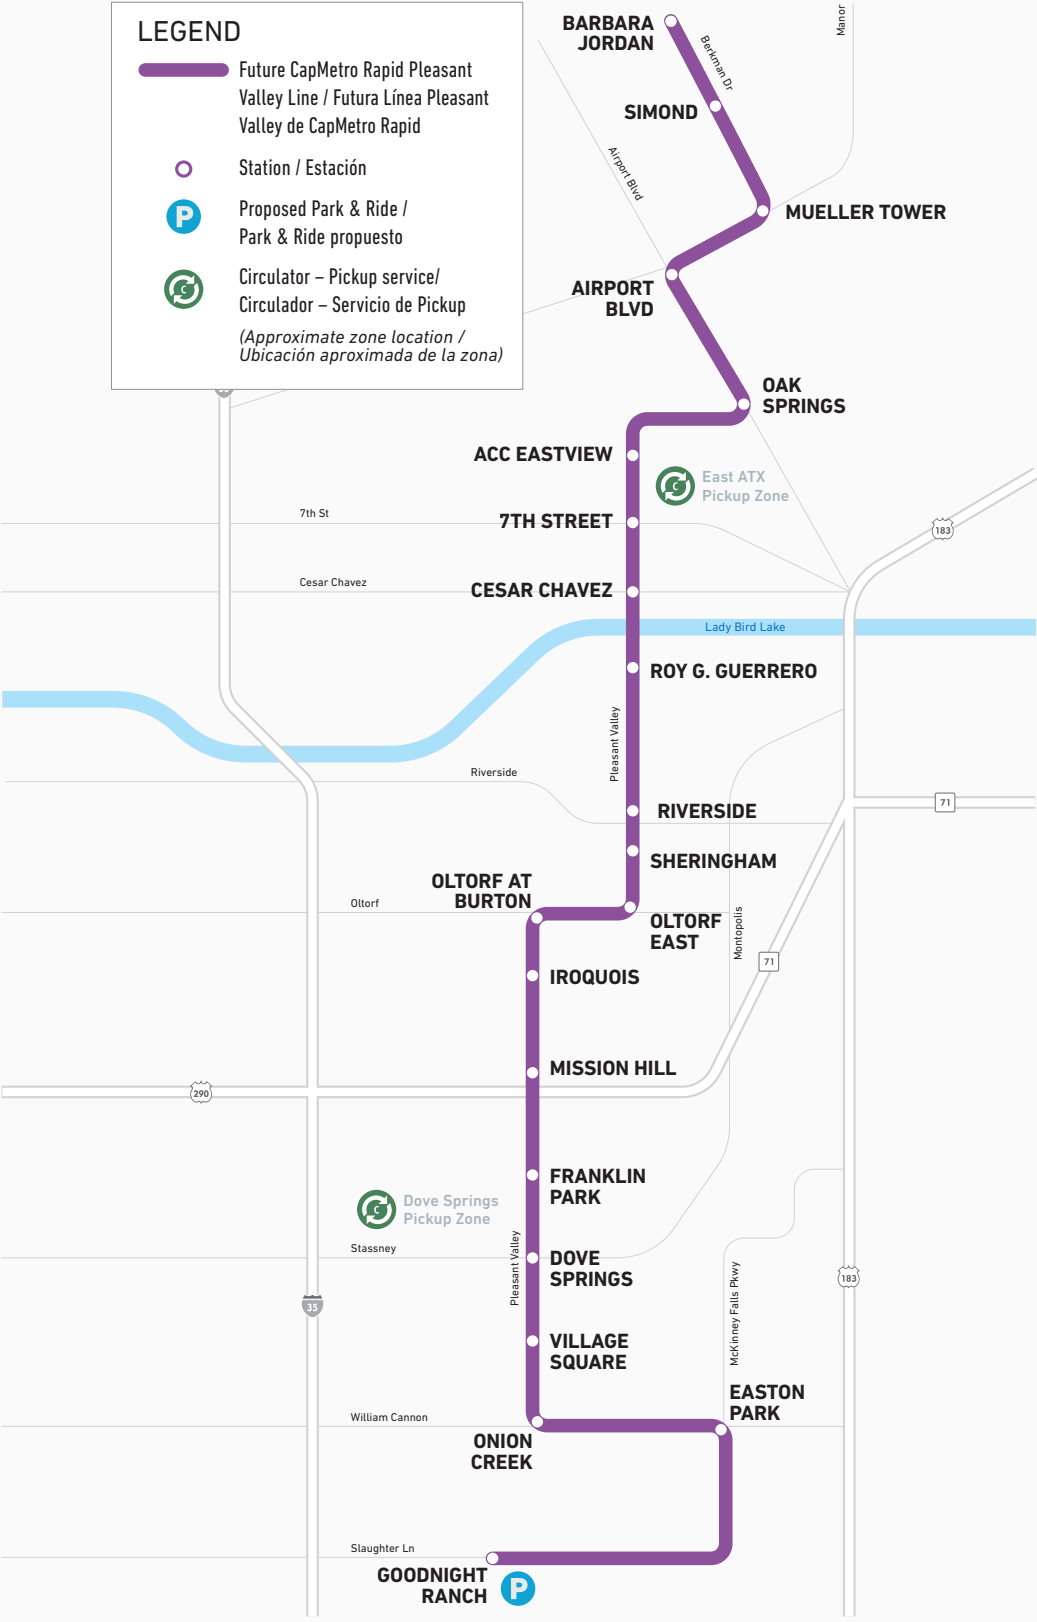 LEGEND
Future CapMetro Rapid Pleasant
Valley Line / Futura Línea Pleasant
Valley de CapMetro Rapid
Station / Estación
P
Proposed Park & Ride /
Park & Ride propuesto
C
Circulator – Pickup service/
Circulador – Servicio de Pickup
(Approximate zone location /
Ubicación aproximada de la zona)
BARBARA
JORDAN
Berkman Dr
Manor
SIMOND
Airport Blvd
MUELLER TOWER
AIRPORT
BLVD
OAK
SPRINGS
ACC EASTVIEW
C
East ATX
Pickup Zone
7th St
7TH STREET
183
Cesar Chavez
CESAR CHAVEZ
Lady Bird Lake
ROY G. GUERRERO
Pleasant Valley
Riverside
RIVERSIDE
71
SHERINGHAM
OLTORF AT
BURTON
Oltorf
OLTORF
EAST
Montopolis
71
IROQUOIS
MISSION HILL
290
FRANKLIN
PARK
C
Dove Springs
Pickup Zone
Stassney
Pleasant Valley
DOVE
SPRINGS
183
35
McKinney Falls Pkwy
VILLAGE
SQUARE
EASTON
PARK
William Cannon
ONION
CREEK
Slaughter Ln
GOODNIGHT
RANCH
P